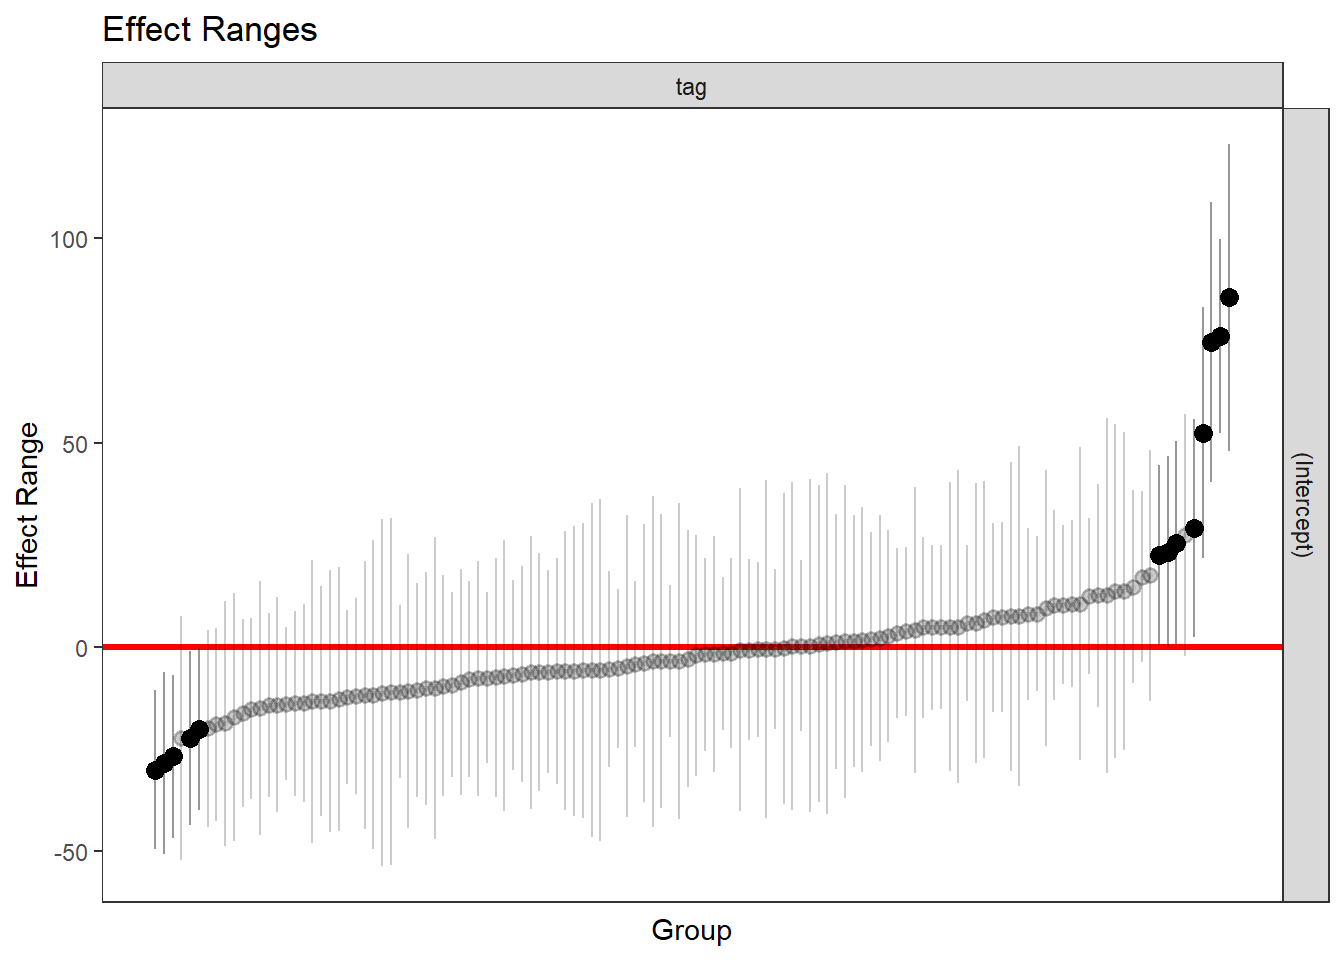 Effect Ranges
tag
100
50
0
-50
Effect Range
(Intercept)
Group